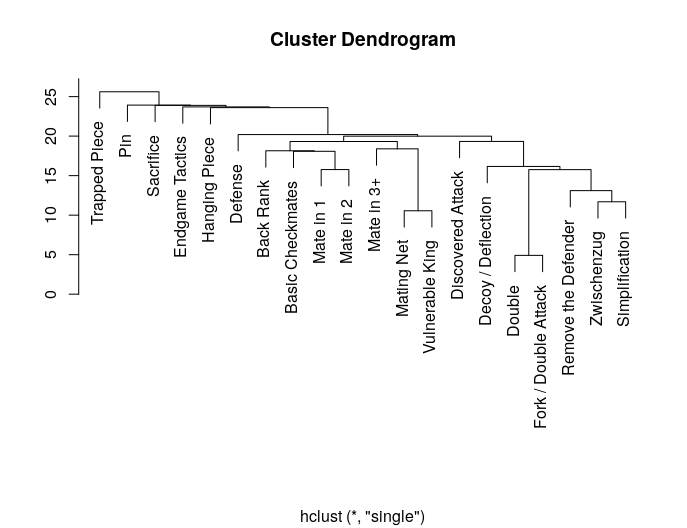 Cluster Dendrogram
25
20
15
10
5
0
Trapped Piece
Pin
Sacrifice
Endgame Tactics
Hanging Piece
Defense
Back Rank
Basic Checkmates
Mate in 1
Mate in 2
Mate in 3+
Mating Net
Vulnerable King
Discovered Attack
Decoy / Deflection
Double
Fork / Double Attack
Remove the Defender
Zwischenzug
Simplification
hclust (*, "single")